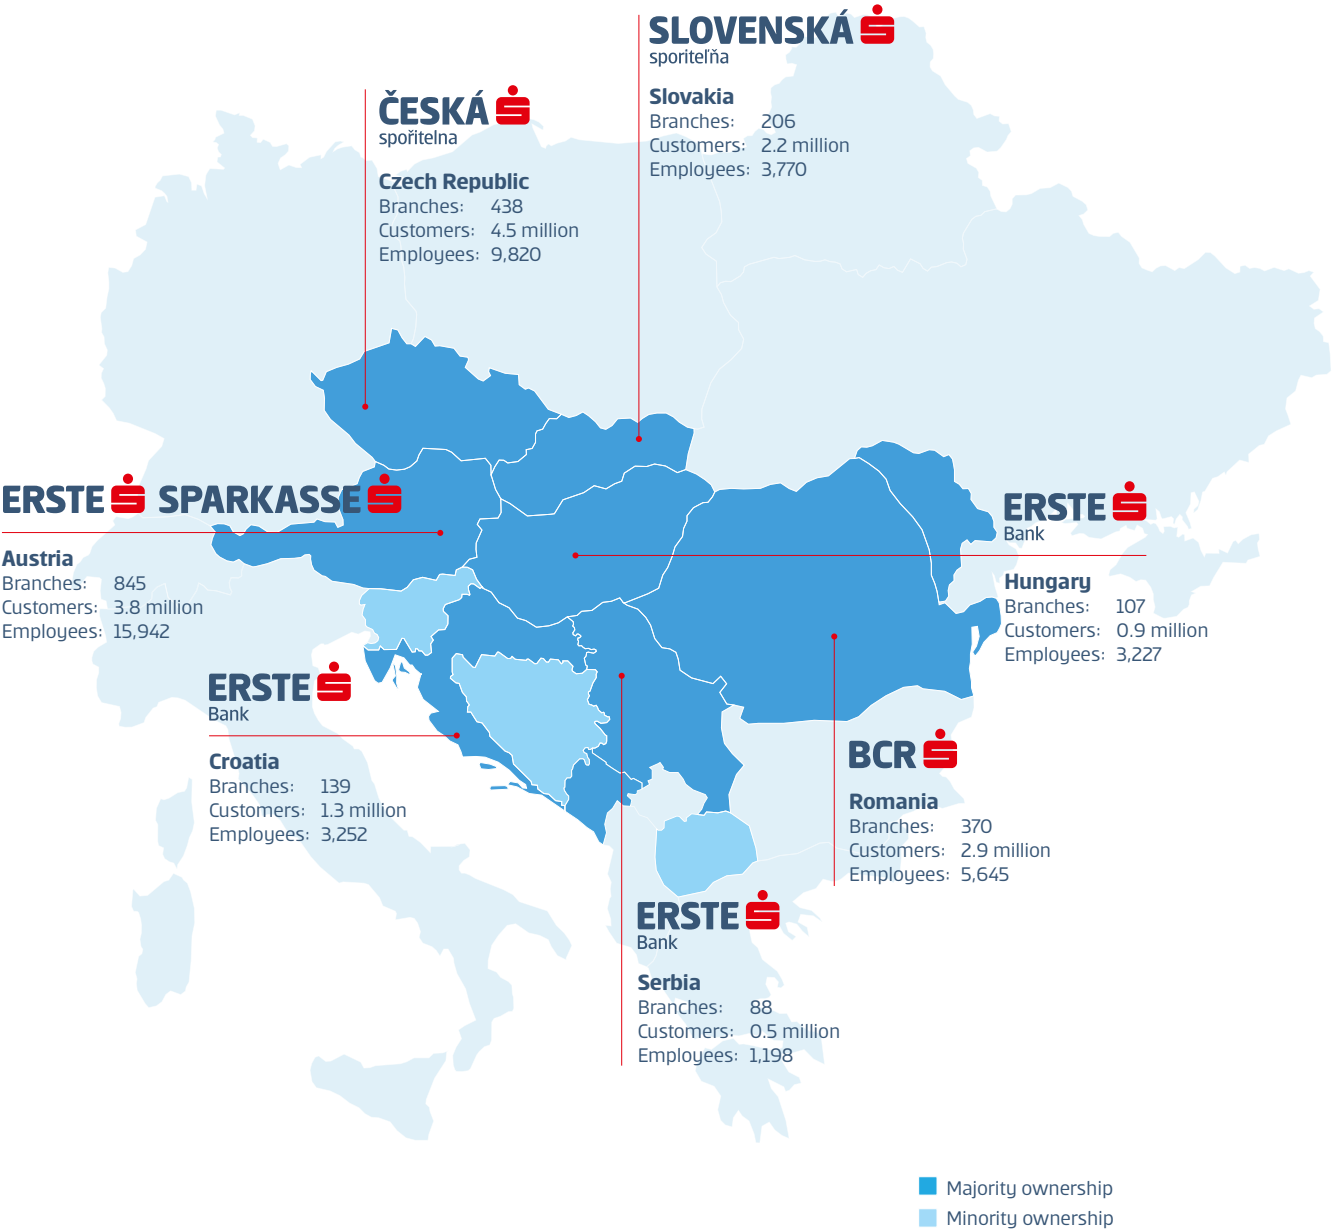 SLOVENSKÁ
sporiteľňa
Slovakia
Branches: 206
Customers: 2.2 million
Employees: 3,770
ČESKÁ
spořitelna
Czech Republic
Branches: 438
Customers: 4.5 million
Employees: 9,820
ERSTE SPARKASSE
Austria
Branches: 845
Customers: 3.8 million
Employees: 15,942
ERSTE
Bank
Hungary
Branches: 107
Customers: 0.9 million
Employees: 3,227
ERSTE
Bank
Croatia
Branches: 139
Customers: 1.3 million
Employees: 3,252
BCR
Romania
Branches: 370
Customers: 2.9 million
Employees: 5,645
ERSTE
Bank
Serbia
Branches: 88
Customers: 0.5 million
Employees: 1,198
Majority ownership
Minority ownership